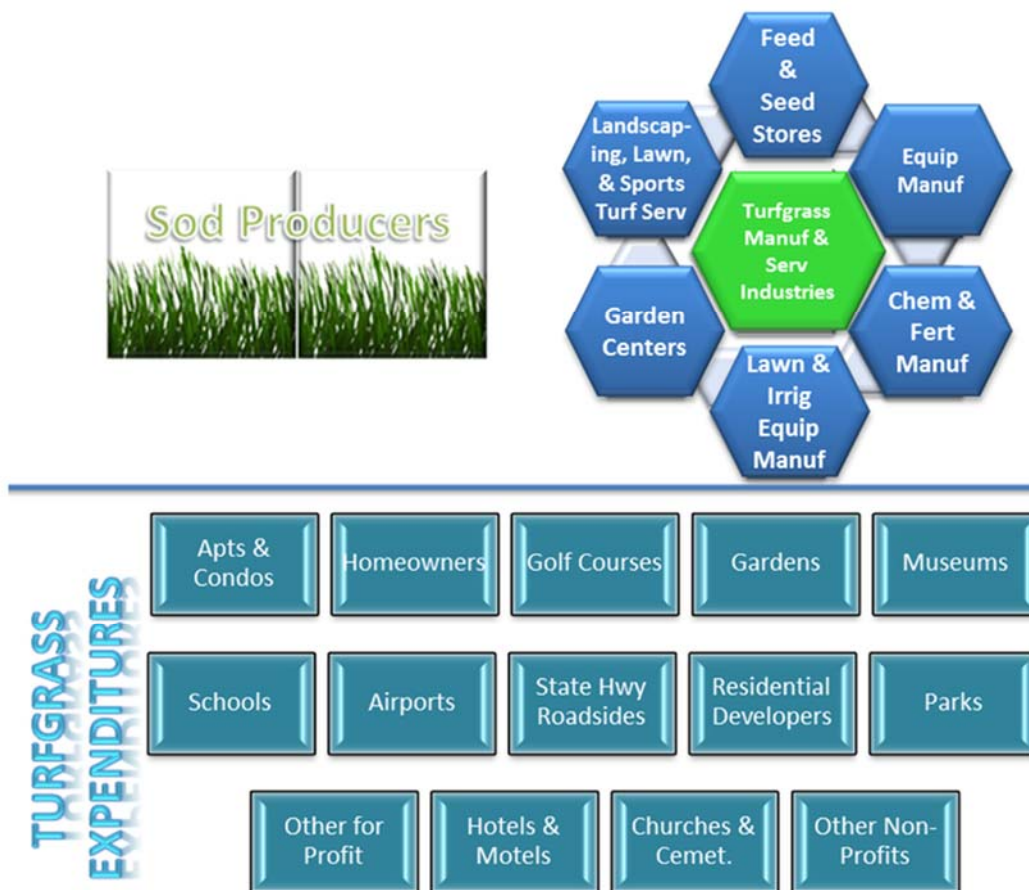 Sod Producers
Feed
&
Seed
Stores
Landscap-
ing, Lawn,
& Sports
Turf Serv
Equip
Manuf
Turfgrass
Manuf &
Serv
Industries
Garden
Centers
Chem &
Fert
Manuf
Lawn &
Irrig
Equip
Manuf
TURFGRASS
EXPENDITURES
Apts &
Condos
Homeowners
Golf Courses
Gardens
Museums
Schools
Airports
State Hwy
Roadsides
Residential
Developers
Parks
Other for
Profit
Hotels &
Motels
Churches &
Cemet.
Other Non-
Profits